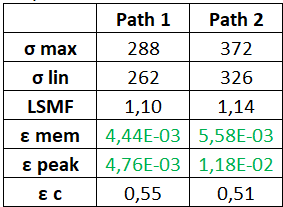 Path 1 Path 2
σ max 288 372
σ lin 262 326
LSMF 1,10 1,14
ε mem 4,44E-03 5,58E-03
ε peak 4,76E-03 1,18E-02
ε c 0,55 0,51